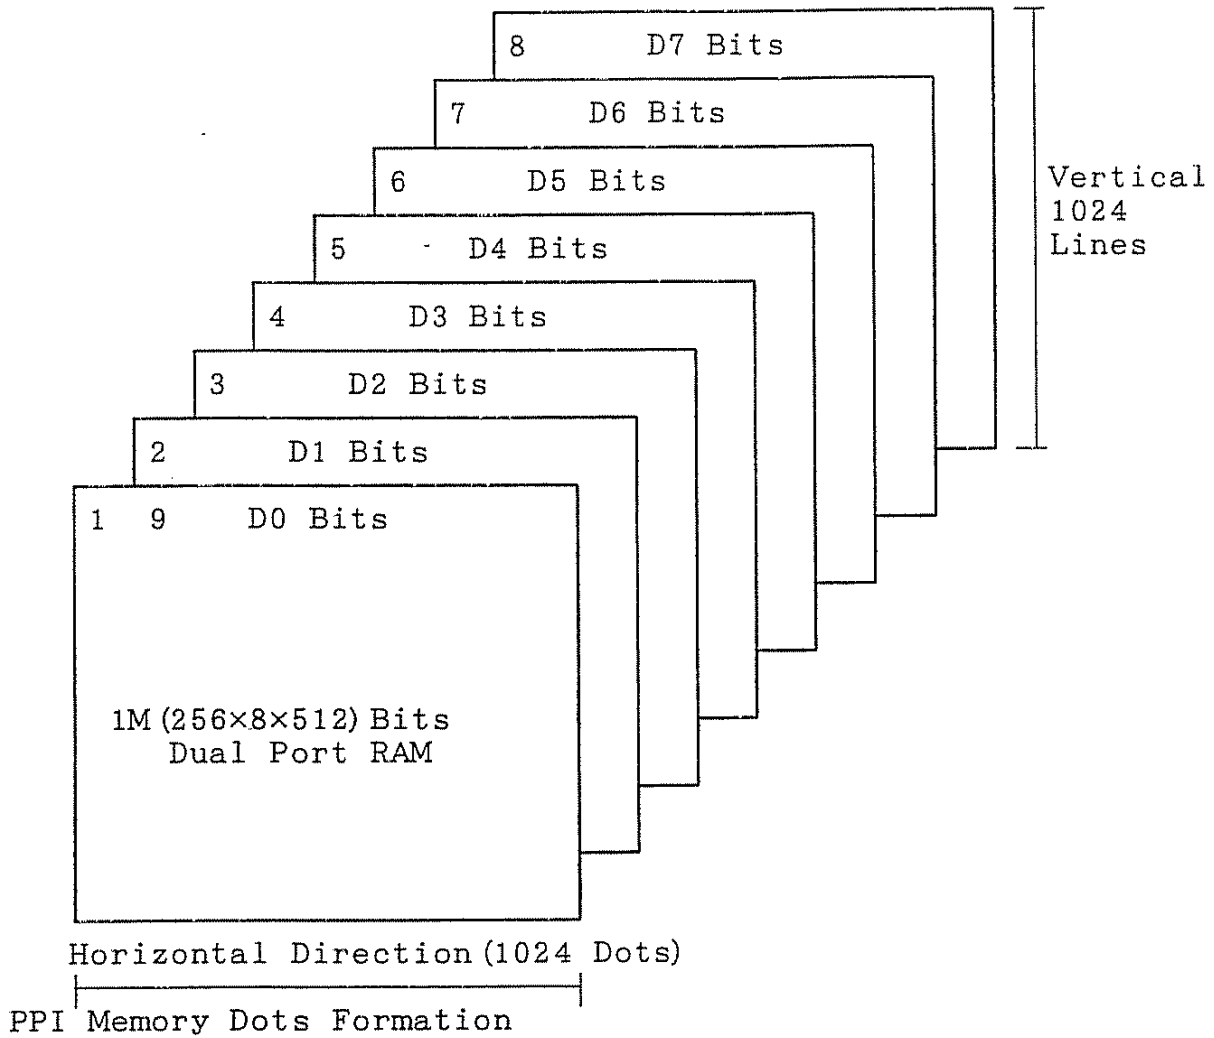 8 D7 Bits
7 D6 Bits
6 D5 Bits
5 D4 Bits
4 D3 Bits
3 D2 Bits
2 D1 Bits
1 9 D0 Bits
Vertical
1024
Lines
1M (256×8×512) Bits
Dual Port RAM
Horizontal Direction (1024 Dots)
PPI Memory Dots Formation